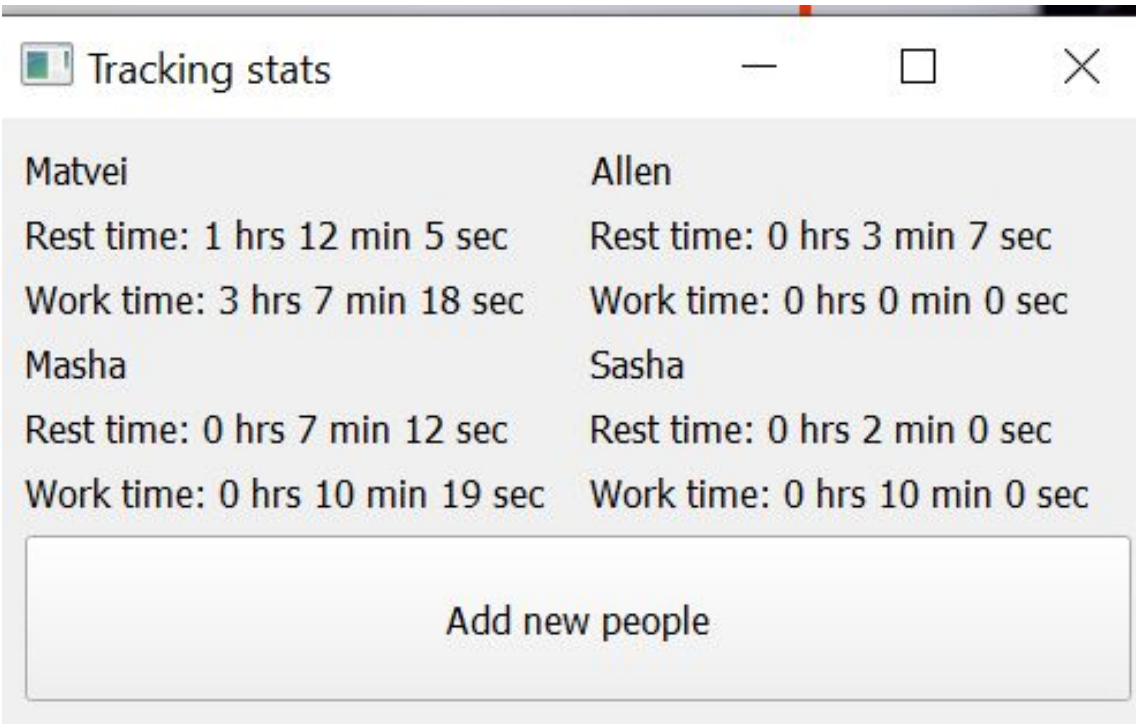 Tracking stats
Matvei
Rest time: 1 hrs 12 min 5 sec
Work time: 3 hrs 7 min 18 sec
Allen
Rest time: 0 hrs 3 min 7 sec
Work time: 0 hrs 0 min 0 sec
Masha
Rest time: 0 hrs 7 min 12 sec
Work time: 0 hrs 10 min 19 sec
Sasha
Rest time: 0 hrs 2 min 0 sec
Work time: 0 hrs 10 min 0 sec
Add new people